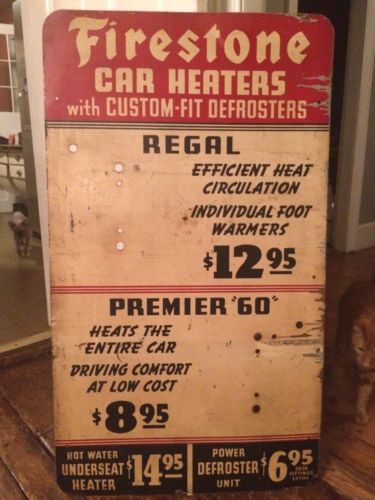 Firestone
CAR HEATERS
with CUSTOM-FIT DEFROSTERS
REGAL
EFFICIENT HEAT
CIRCULATION
INDIVIDUAL FOOT
WARMERS
$12 95
PREMIER "60"
HEATS THE
ENTIRE CAR
DRIVING COMFORT
AT LOW COST
$8 95
HOT WATER
UNDERSEAT
HEATER
$14 95
POWER
DEFROSTER
UNIT
$6 95
FITTINGS
EXTRA